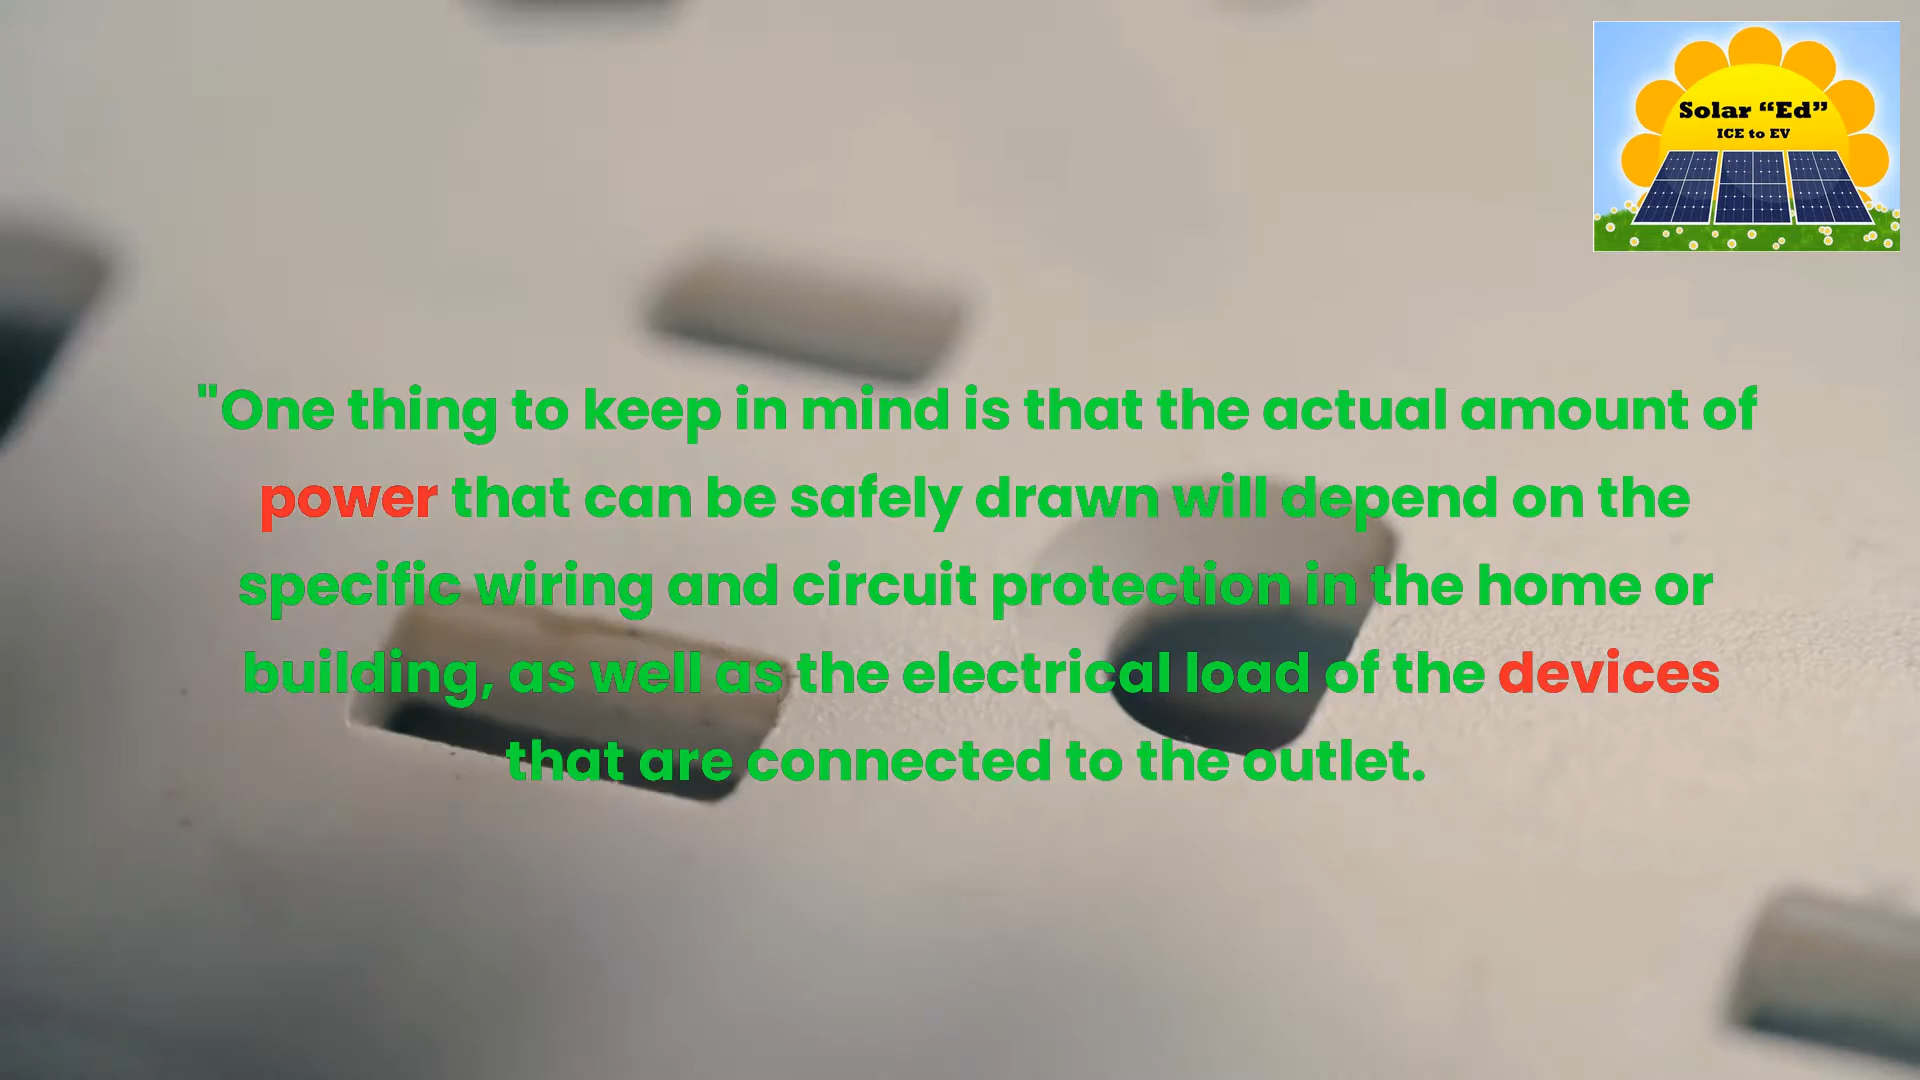 Solar “Ed”
ICE to EV
"One thing to keep in mind is that the actual amount of
power that can be safely drawn will depend on the
specific wiring and circuit protection in the home or
building, as well as the electrical load of the devices
that are connected to the outlet.